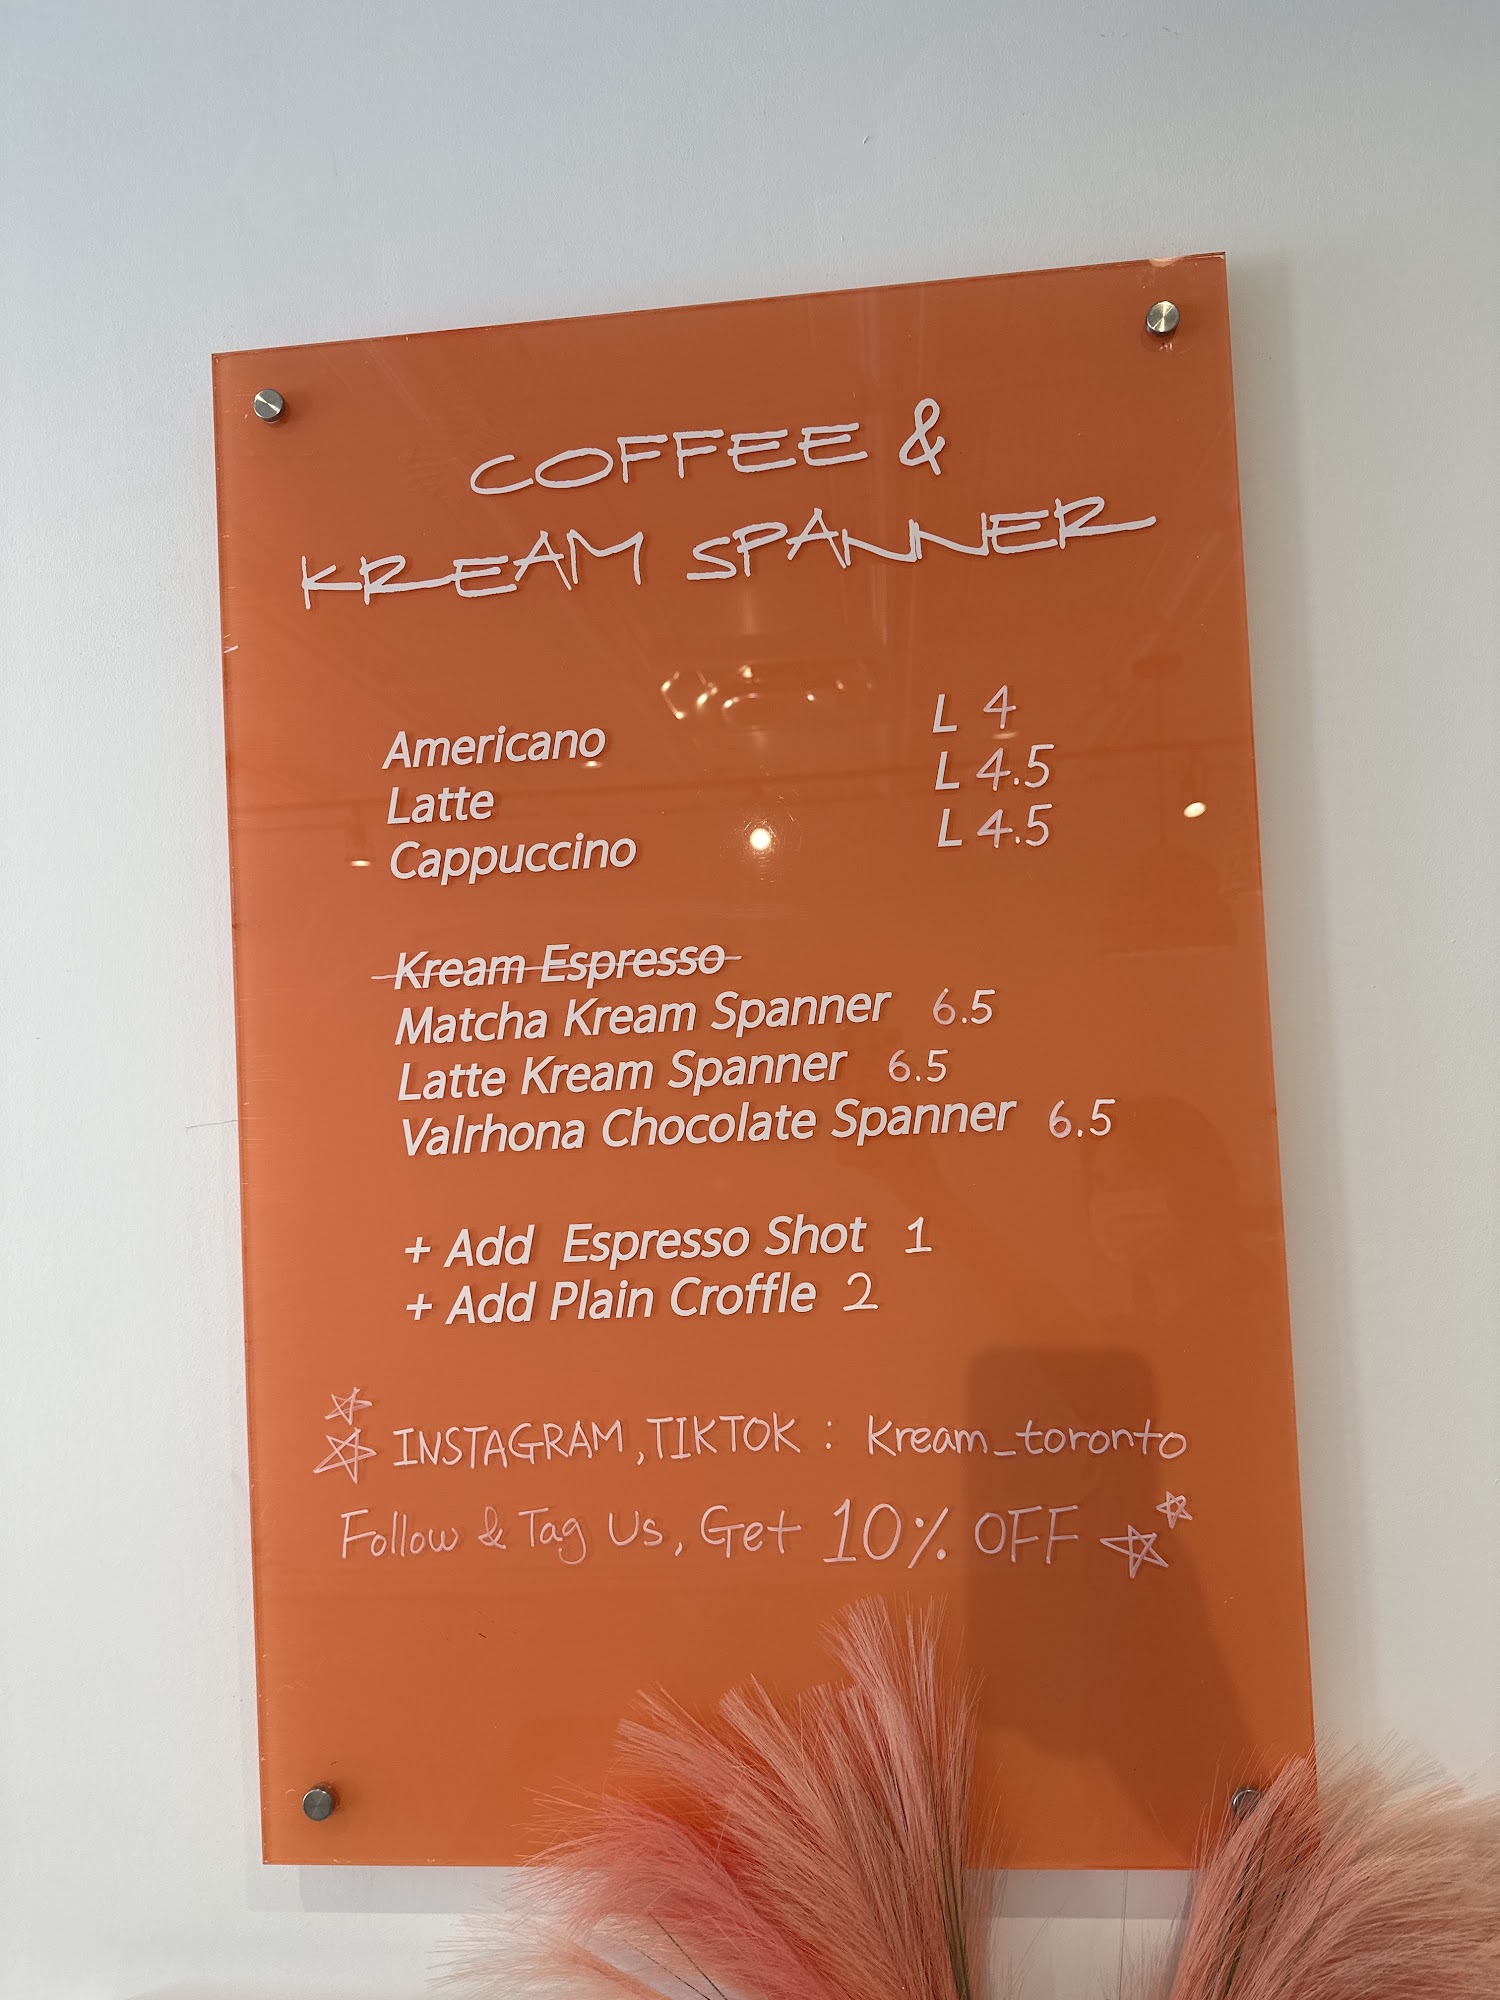 COFFEE &
KREAM SPANNER
Americano L 4
Latte L 4.5
Cappuccino L 4.5
Kream Espresso
Matcha Kream Spanner 6.5
Latte Kream Spanner 6.5
Valrhona Chocolate Spanner 6.5
+ Add Espresso Shot 1
+ Add Plain Croffle 2
INSTAGRAM, TIKTOK : kream_toronto
Follow & Tag Us, Get 10% OFF